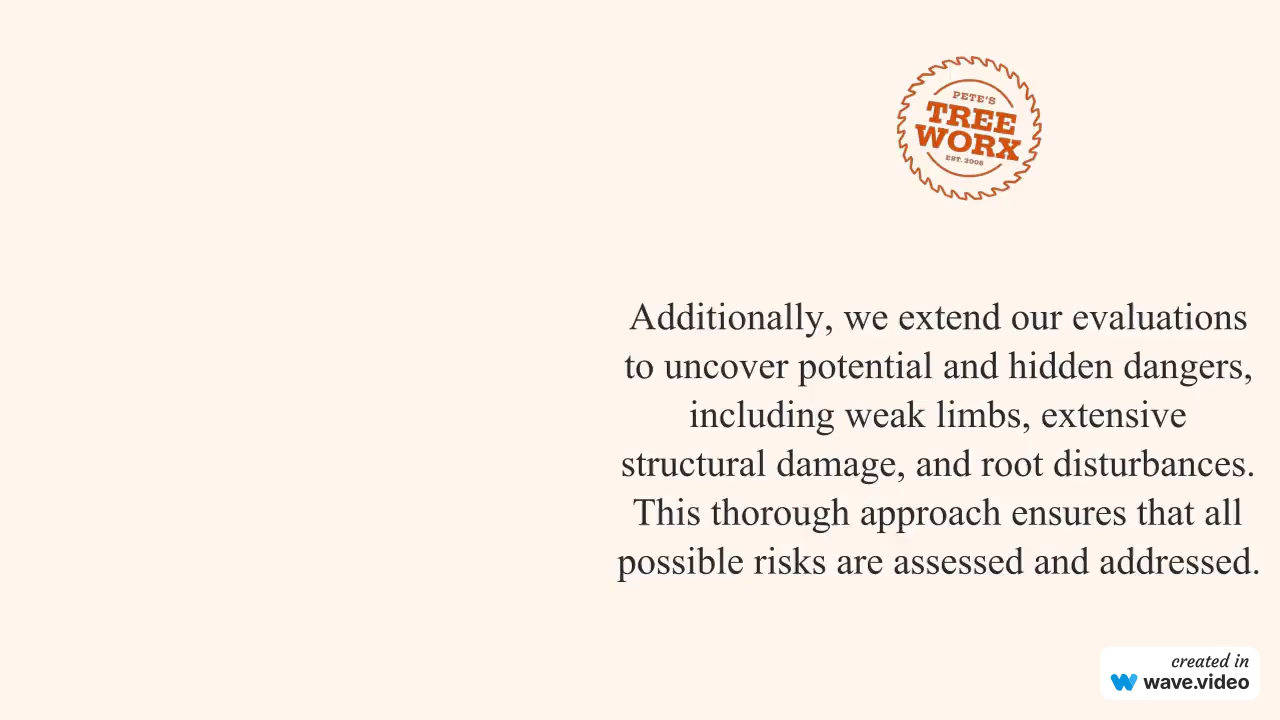 PETE'S
TREE
WORX
EST. 2008
Additionally, we extend our evaluations
to uncover potential and hidden dangers,
including weak limbs, extensive
structural damage, and root disturbances.
This thorough approach ensures that all
possible risks are assessed and addressed.
created in
wave.video